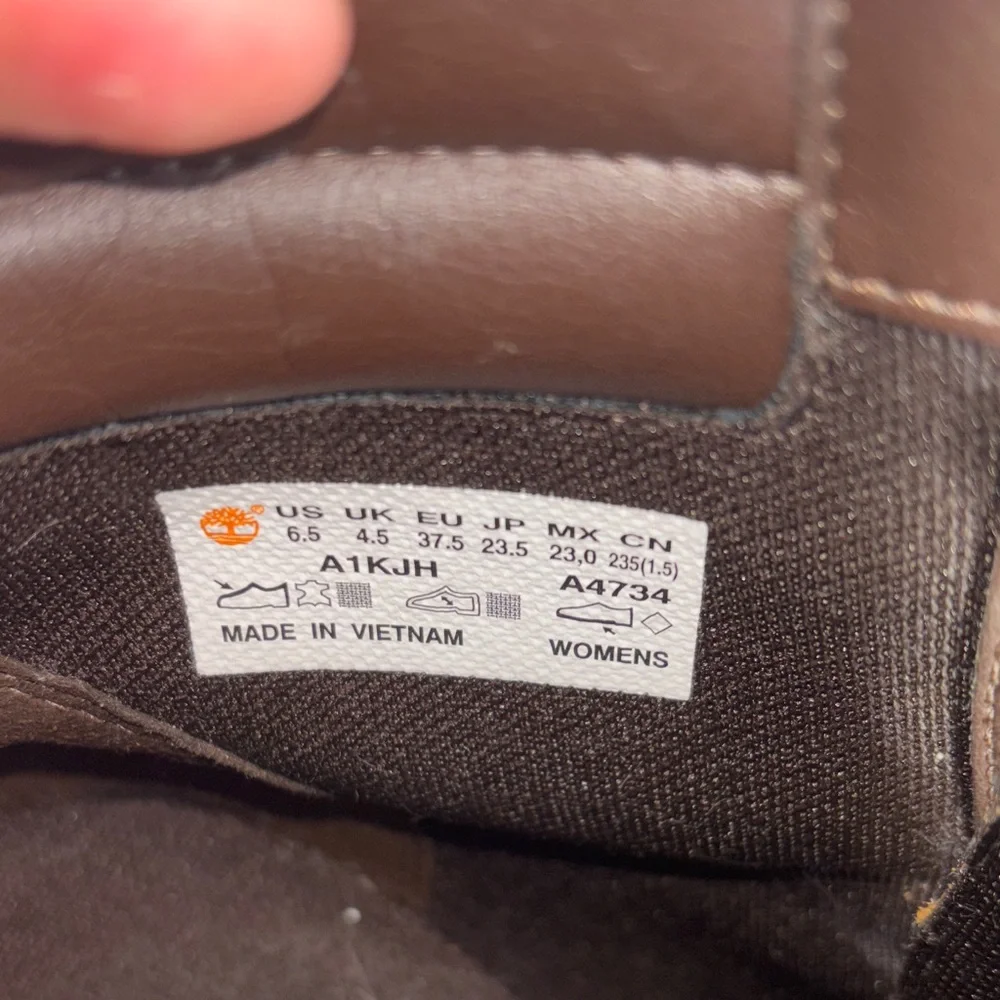 ® US UK EU JP MX CN
6.5 4.5 37.5 23.5 23,0 235(1.5)
A1KJH A4734
MADE IN VIETNAM WOMENS